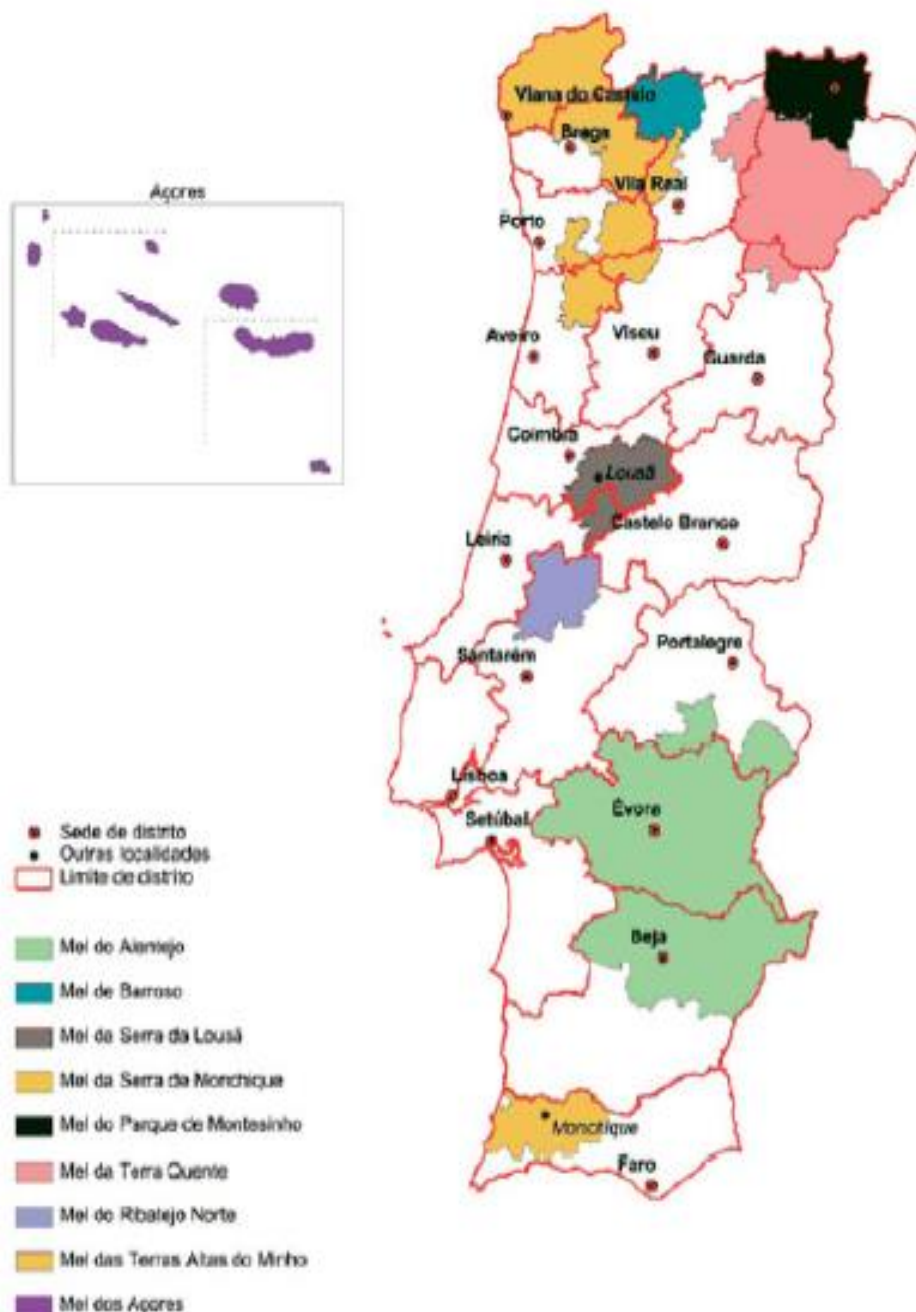 Viana do Castelo
Braga
Vila Real
Porto
Açores
Aveiro
Viseu
Guarda
Coimbra
Lousã
Castelo Branco
Leiria
Santarém
Portalegre
Lisboa
Setúbal
Évora
Beja
Monchique
Faro
Sede de distrito
Outras localidades
Limite de distrito
Mel do Alentejo
Mel de Barroso
Mel da Serra da Lousã
Mel da Serra de Monchique
Mel do Parque de Montesinho
Mel da Terra Quente
Mel do Ribatejo Norte
Mel das Terras Altas do Minho
Mel dos Açores